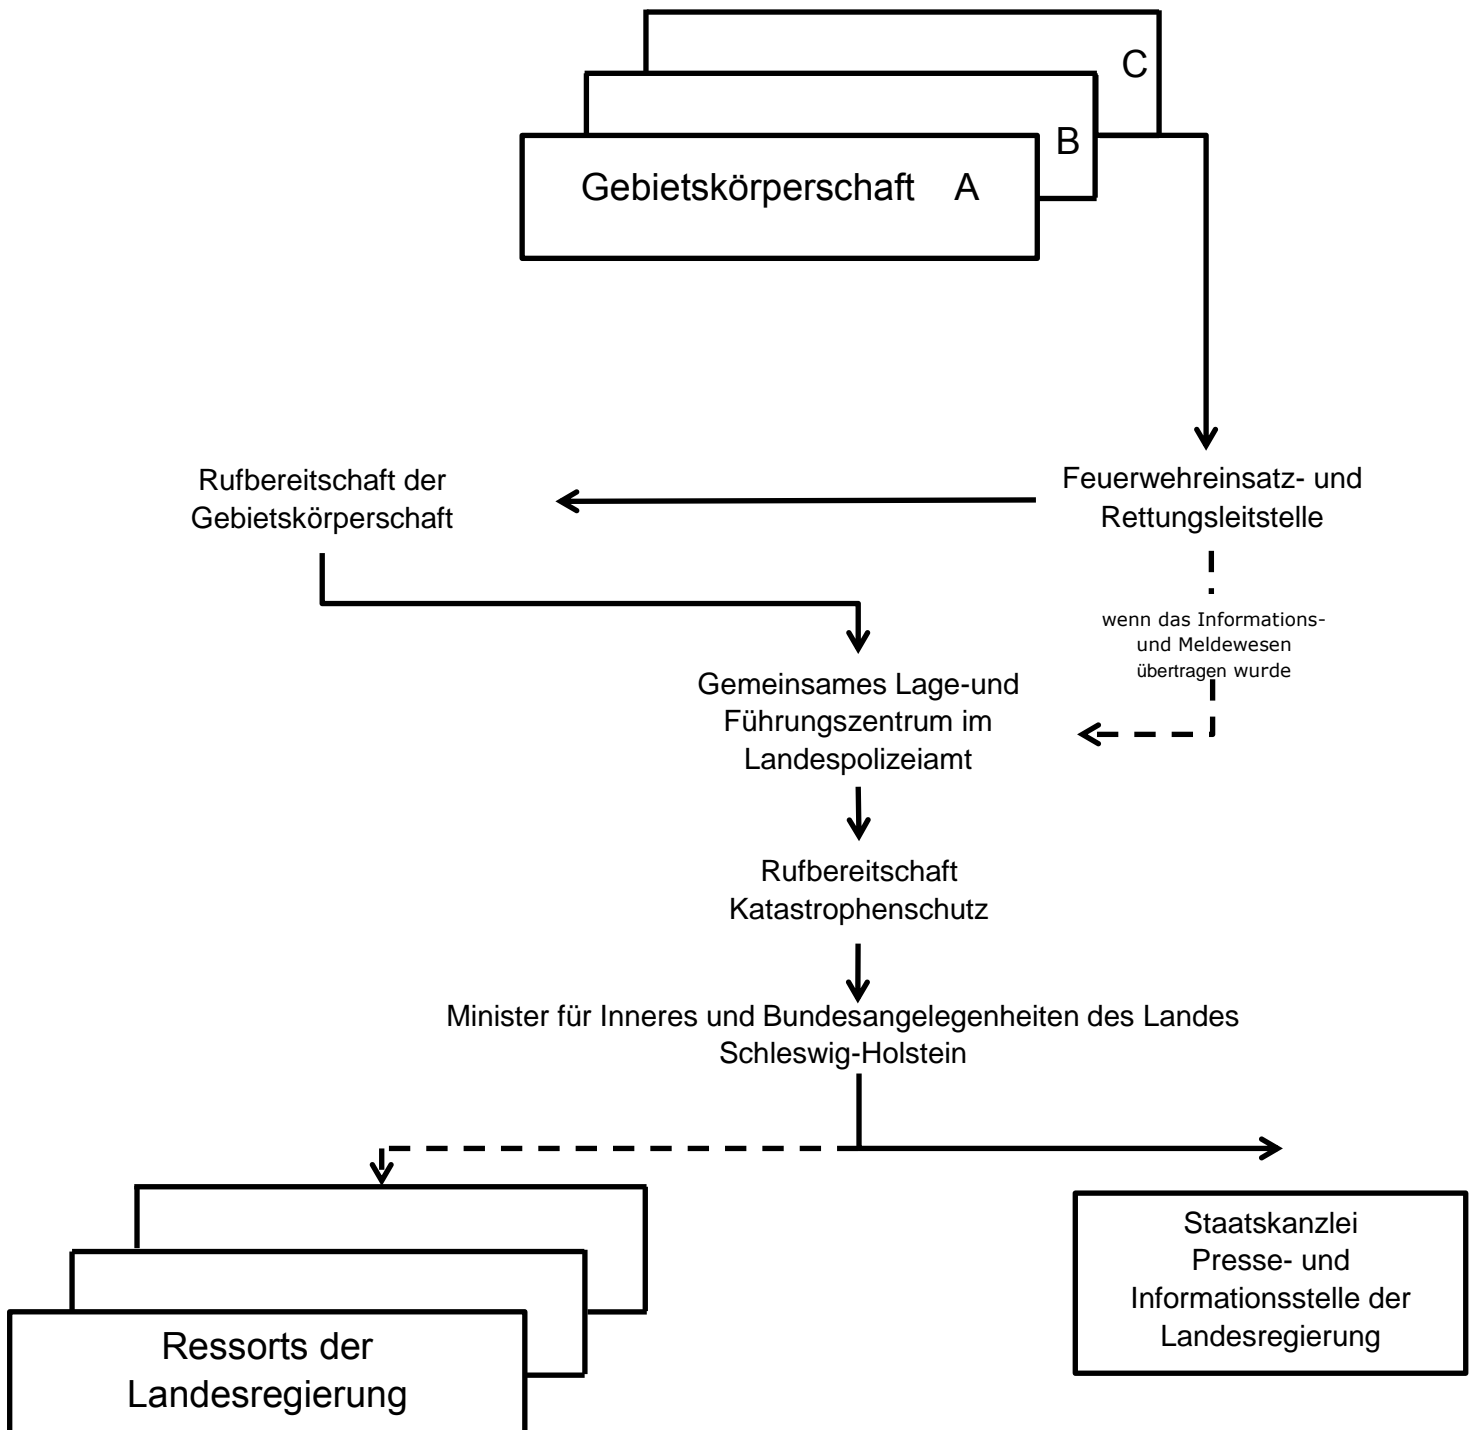 C
B
Gebietskörperschaft A
Rufbereitschaft der
Gebietskörperschaft
Feuerwehreinsatz- und
Rettungsleitstelle
wenn das Informations-
und Meldewesen
übertragen wurde
Gemeinsames Lage-und
Führungszentrum im
Landespolizeiamt
Rufbereitschaft
Katastrophenschutz
Minister für Inneres und Bundesangelegenheiten des Landes
Schleswig-Holstein
Ressorts der
Landesregierung
Staatskanzlei
Presse- und
Informationsstelle der
Landesregierung